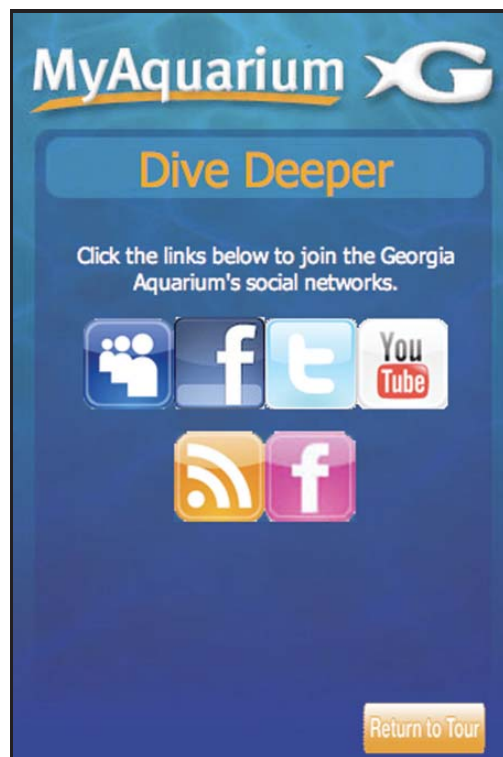 MyAquarium G
Dive Deeper
Click the links below to join the Georgia
Aquarium's social networks.
f t You
Tube
f
Return to Tour